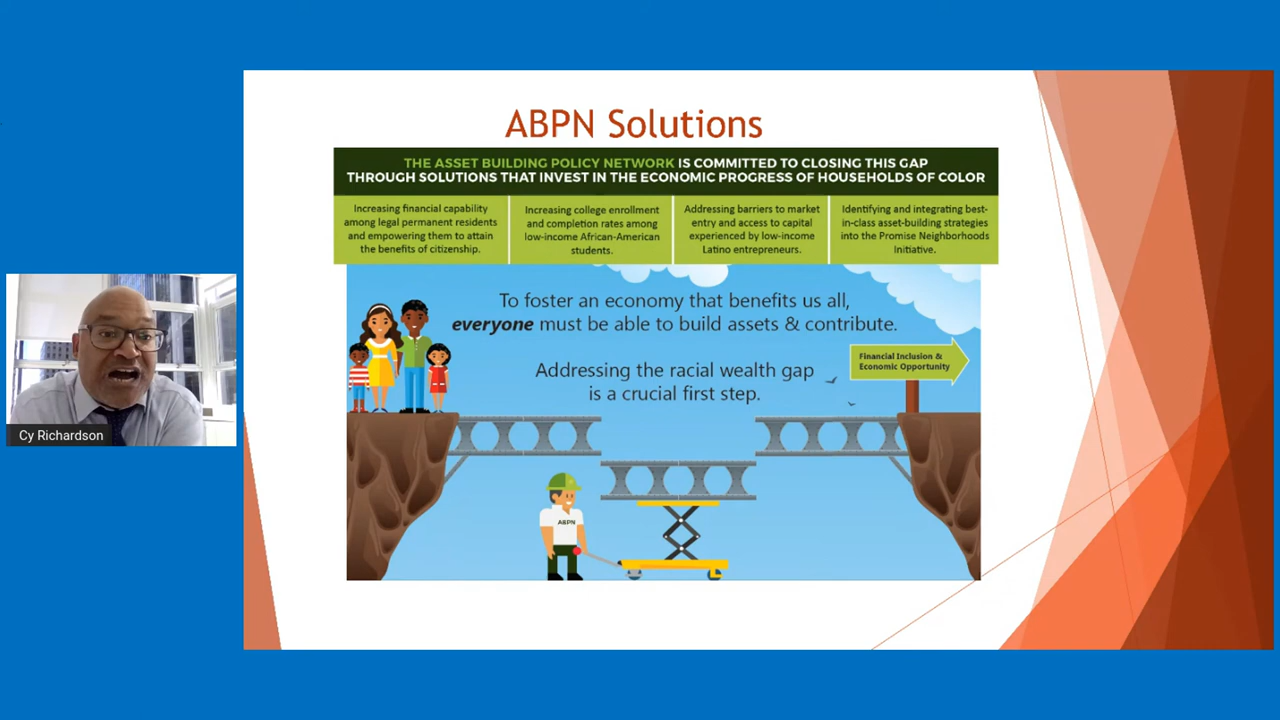 ABPN Solutions
THE ASSET BUILDING POLICY NETWORK IS COMMITTED TO CLOSING THIS GAP
THROUGH SOLUTIONS THAT INVEST IN THE ECONOMIC PROGRESS OF HOUSEHOLDS OF COLOR
Increasing financial capability
among legal permanent residents
and empowering them to attain
the benefits of citizenship.
Increasing college enrollment
and completion rates among
low-income African-American
students.
Addressing barriers to market
entry and access to capital
experienced by low-income
Latino entrepreneurs.
Identifying and integrating best-
in-class asset-building strategies
into the Promise Neighborhoods
Initiative.
To foster an economy that benefits us all,
everyone must be able to build assets & contribute.
Addressing the racial wealth gap
is a crucial first step.
Financial Inclusion &
Economic Opportunity
ABPN
Cy Richardson